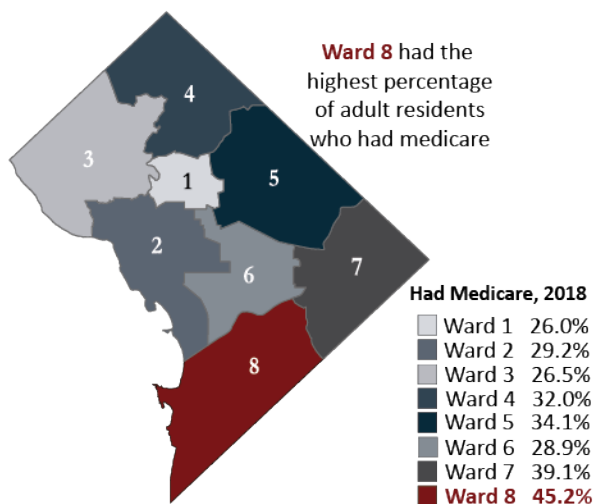 Ward 8 had the
highest percentage
of adult residents
who had medicare
4
3
1
5
2
6
7
8
Had Medicare, 2018
Ward 1 26.0%
Ward 2 29.2%
Ward 3 26.5%
Ward 4 32.0%
Ward 5 34.1%
Ward 6 28.9%
Ward 7 39.1%
Ward 8 45.2%